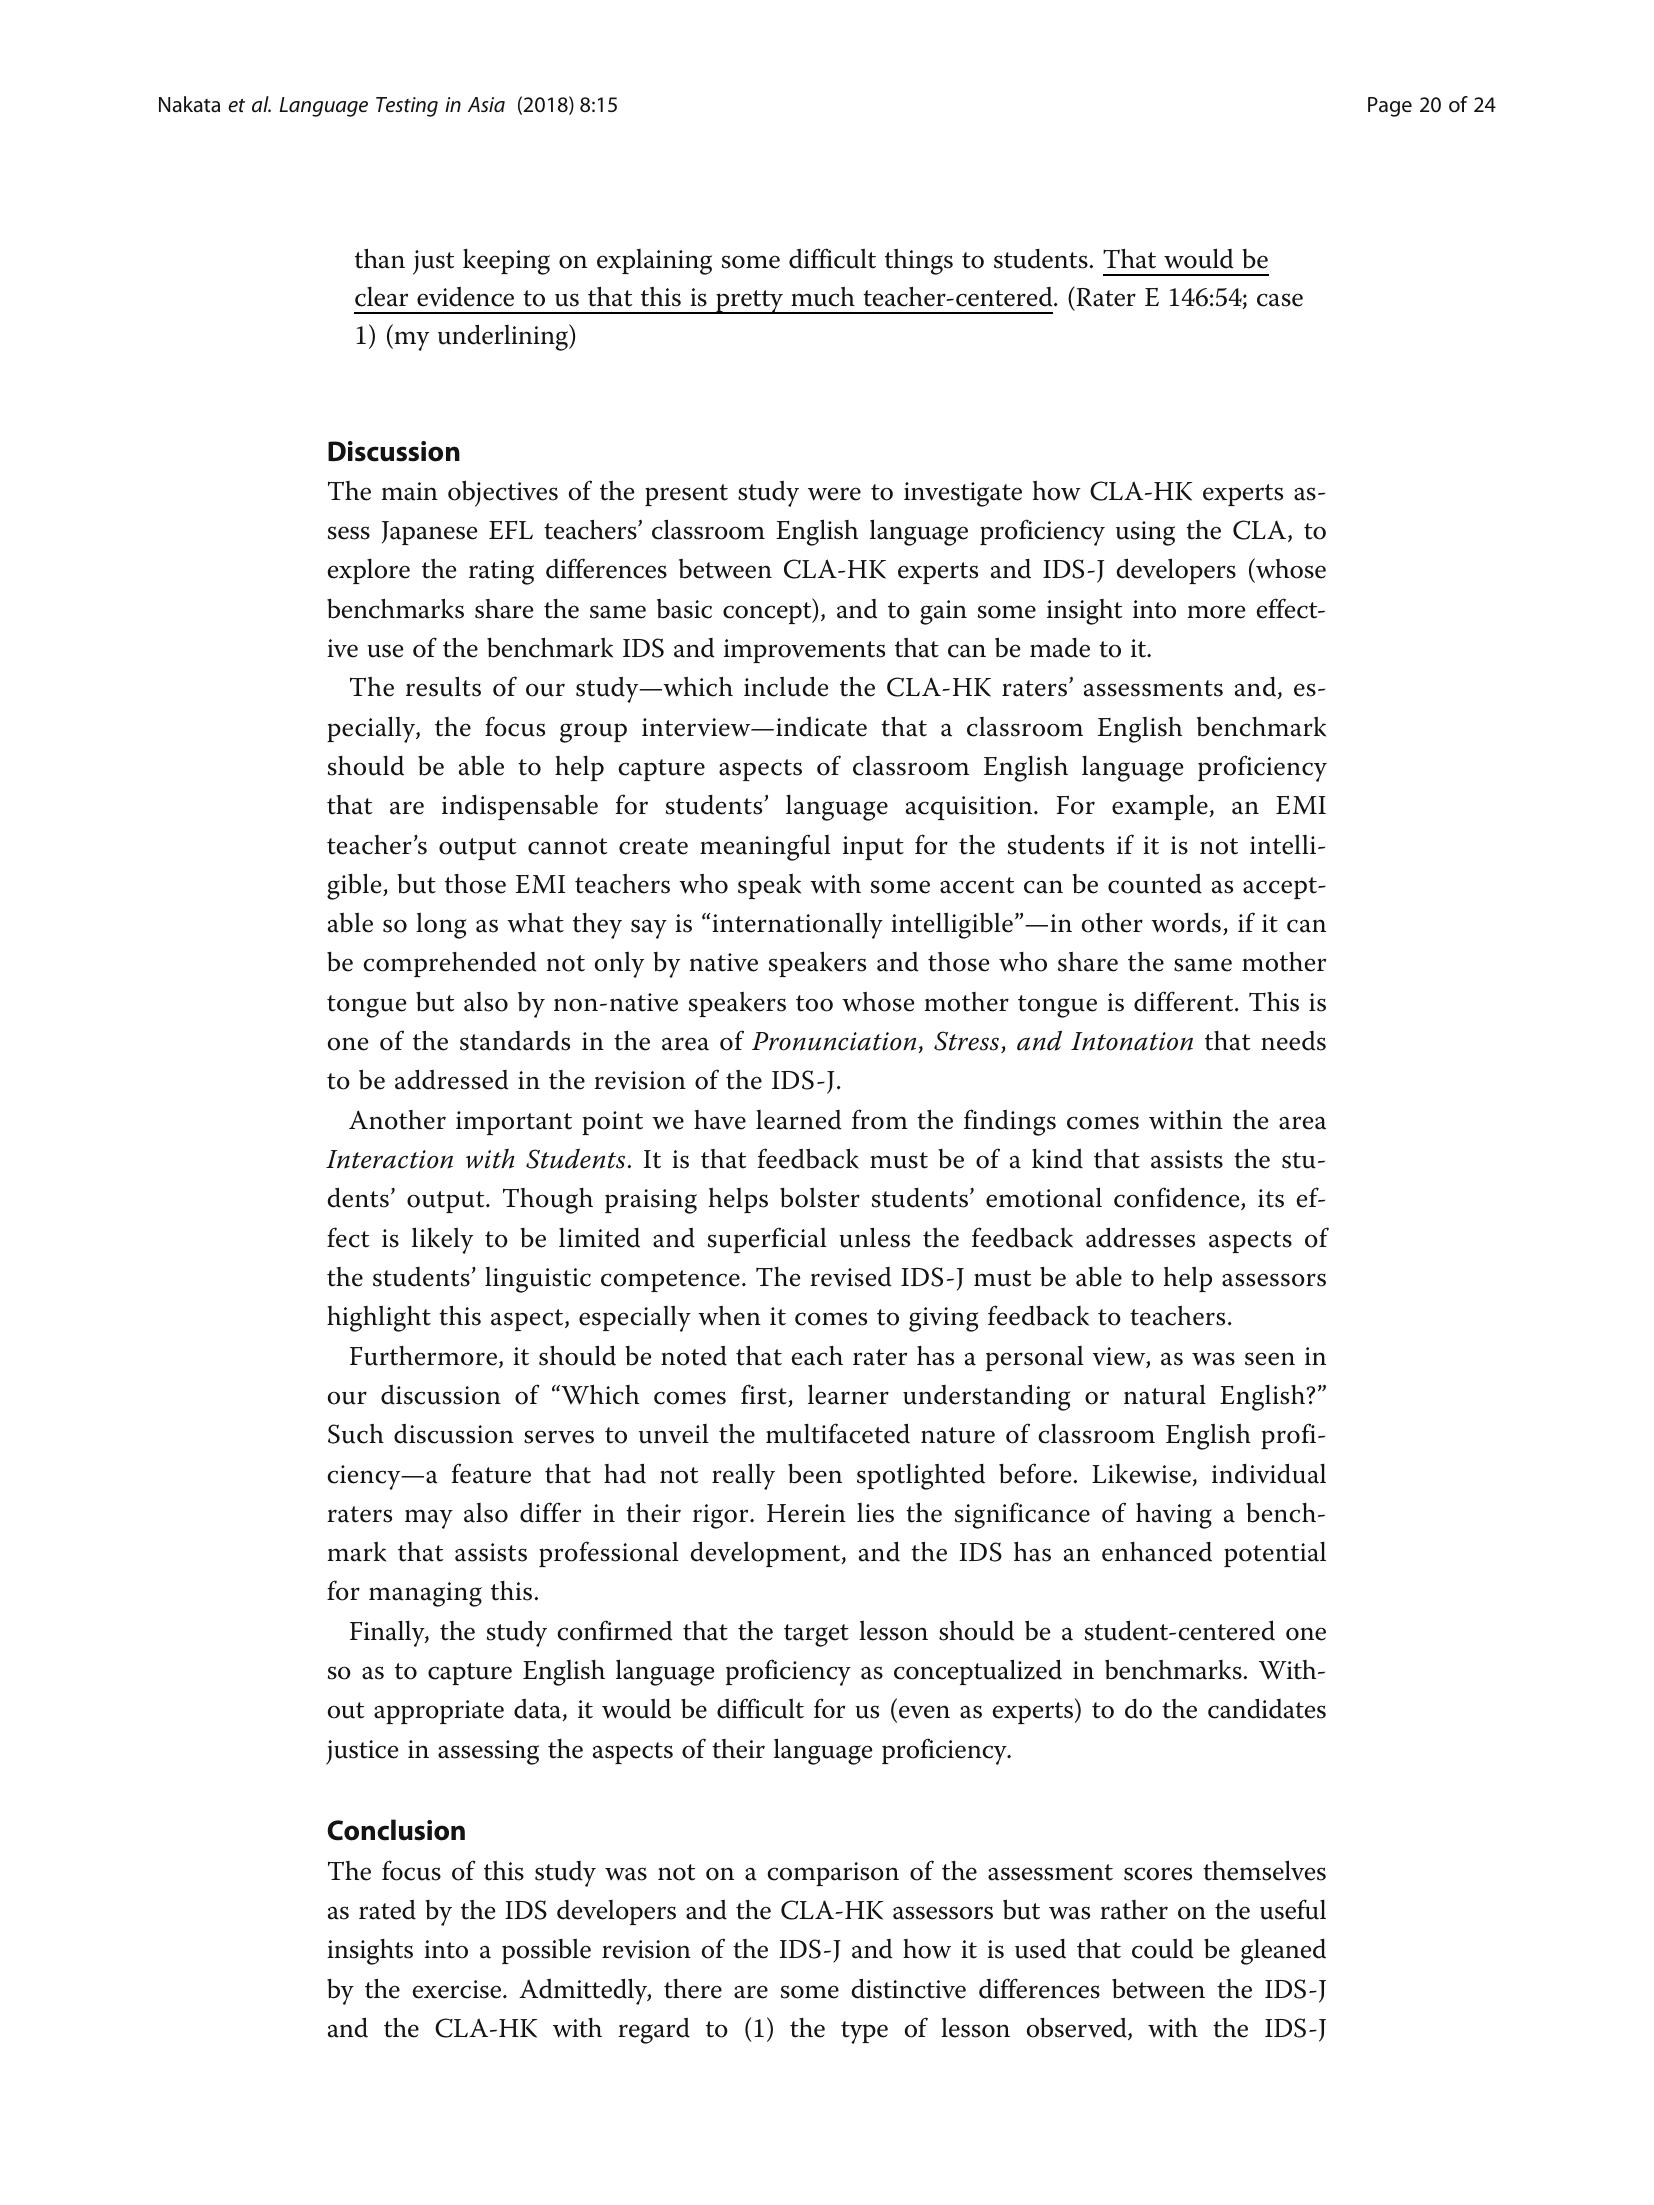 Nakata et al. Language Testing in Asia (2018) 8:15
Page 20 of 24
than just keeping on explaining some difficult things to students. That would be
clear evidence to us that this is pretty much teacher-centered. (Rater E 146:54; case
1) (my underlining)
Discussion
The main objectives of the present study were to investigate how CLA-HK experts as-
sess Japanese EFL teachers’ classroom English language proficiency using the CLA, to
explore the rating differences between CLA-HK experts and IDS-J developers (whose
benchmarks share the same basic concept), and to gain some insight into more effect-
ive use of the benchmark IDS and improvements that can be made to it.
The results of our study—which include the CLA-HK raters’ assessments and, es-
pecially, the focus group interview—indicate that a classroom English benchmark
should be able to help capture aspects of classroom English language proficiency
that are indispensable for students’ language acquisition. For example, an EMI
teacher’s output cannot create meaningful input for the students if it is not intelli-
gible, but those EMI teachers who speak with some accent can be counted as accept-
able so long as what they say is “internationally intelligible”—in other words, if it can
be comprehended not only by native speakers and those who share the same mother
tongue but also by non-native speakers too whose mother tongue is different. This is
one of the standards in the area of Pronunciation, Stress, and Intonation that needs
to be addressed in the revision of the IDS-J.
Another important point we have learned from the findings comes within the area
Interaction with Students. It is that feedback must be of a kind that assists the stu-
dents’ output. Though praising helps bolster students’ emotional confidence, its ef-
fect is likely to be limited and superficial unless the feedback addresses aspects of
the students’ linguistic competence. The revised IDS-J must be able to help assessors
highlight this aspect, especially when it comes to giving feedback to teachers.
Furthermore, it should be noted that each rater has a personal view, as was seen in
our discussion of “Which comes first, learner understanding or natural English?”
Such discussion serves to unveil the multifaceted nature of classroom English profi-
ciency—a feature that had not really been spotlighted before. Likewise, individual
raters may also differ in their rigor. Herein lies the significance of having a bench-
mark that assists professional development, and the IDS has an enhanced potential
for managing this.
Finally, the study confirmed that the target lesson should be a student-centered one
so as to capture English language proficiency as conceptualized in benchmarks. With-
out appropriate data, it would be difficult for us (even as experts) to do the candidates
justice in assessing the aspects of their language proficiency.
Conclusion
The focus of this study was not on a comparison of the assessment scores themselves
as rated by the IDS developers and the CLA-HK assessors but was rather on the useful
insights into a possible revision of the IDS-J and how it is used that could be gleaned
by the exercise. Admittedly, there are some distinctive differences between the IDS-J
and the CLA-HK with regard to (1) the type of lesson observed, with the IDS-J